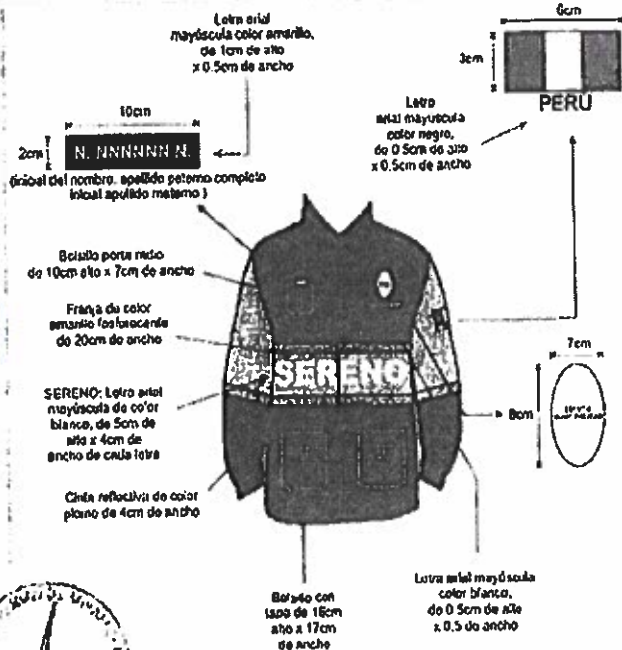 Letra arial
mayúscula color amarillo,
de 1cm de alto
x 0.5cm de ancho
10cm
2cm
N. NNNNNNN N.
(inicial del nombre, apellido paterno completo
inicial apellido materno)
6cm
3cm
PERU
Letra
arial mayuscula
color negro,
de 0.5cm de alto
x 0.5cm de ancho
Bolsillo porta radio
de 10cm alto x 7cm de ancho
Franja de color
amarillo fosforescente
de 20cm de ancho
SERENO: Letra arial
mayúscula de color
blanco, de 5cm de
alto x 4cm de
ancho de cada letra
Cinta reflectiva de color
plomo de 4cm de ancho
SERENO
7cm
8cm
Bolsillo con
tapa de 16cm
alto x 17cm
de ancho
Letra arial mayúscula
color blanco,
de 0.5cm de alto
x 0.5 de ancho